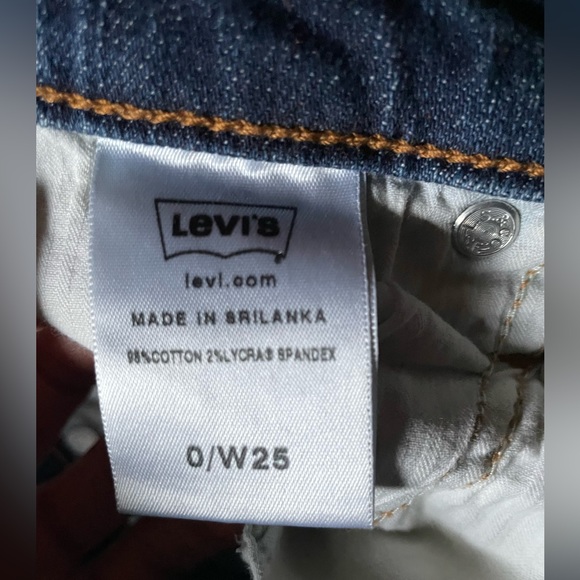 LEVI'S
levi.com
MADE IN SRILANKA
98%COTTON 2%LYCRA® SPANDEX
0/W25